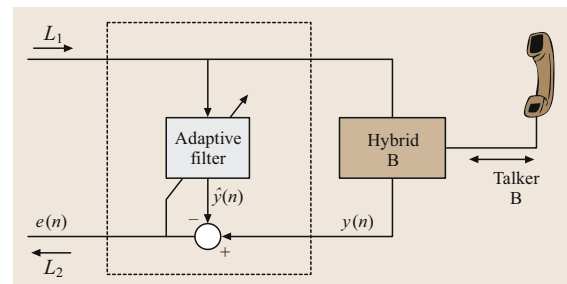 L₁
Adaptive
filter
Hybrid
B
Talker
B
ŷ(n)
−
e(n)
y(n)
+
L₂